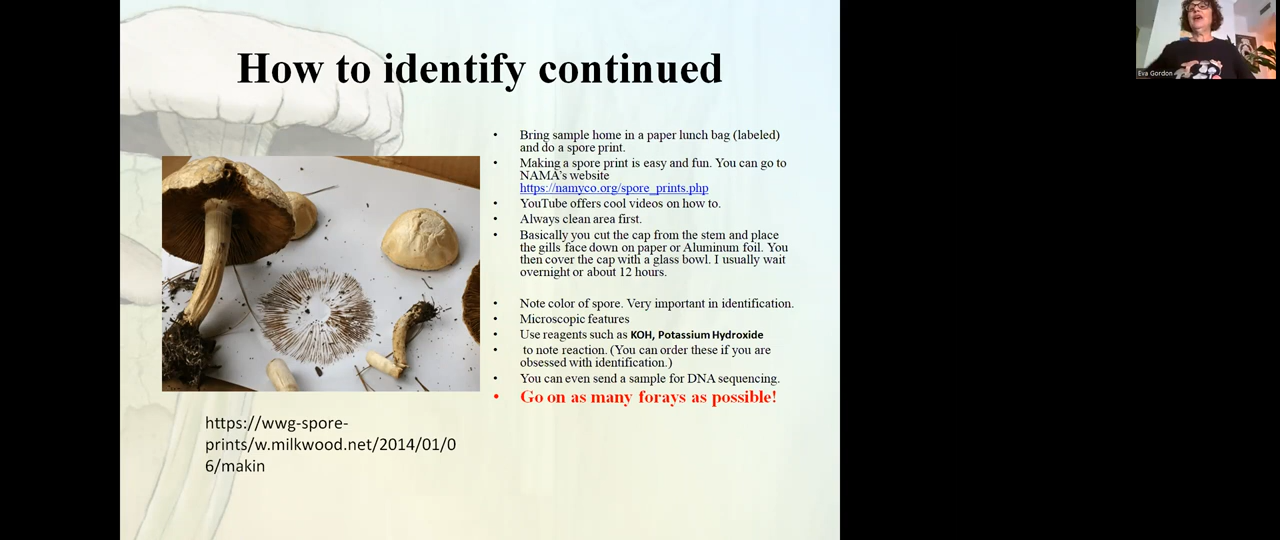 How to identify continued
• Bring sample home in a paper lunch bag (labeled)
and do a spore print.
• Making a spore print is easy and fun. You can go to
NAMA's website
https://namyco.org/spore_prints.php
• YouTube offers cool videos on how to.
• Always clean area first.
• Basically you cut the cap from the stem and place
the gills face down on paper or Aluminum foil. You
then cover the cap with a glass bowl. I usually wait
overnight or about 12 hours.
• Note color of spore. Very important in identification.
• Microscopic features
• Use reagents such as KOH, Potassium Hydroxide
• to note reaction. (You can order these if you are
obsessed with identification.)
• You can even send a sample for DNA sequencing.
• Go on as many forays as possible!
https://wwg-spore-
prints/w.milkwood.net/2014/01/0
6/makin
Eva Gordon